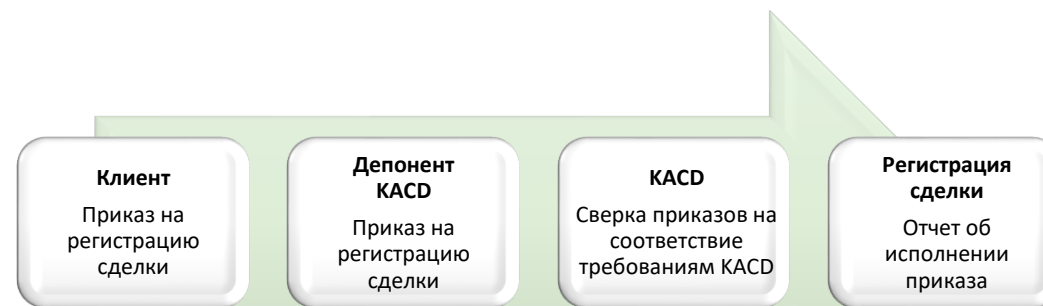 Клиент
Приказ на
регистрацию
сделки
Депонент
KACD
Приказ на
регистрацию
сделки
KACD
Сверка приказов на
соответствие
требованиям KACD
Регистрация
сделки
Отчет об
исполнении
приказа